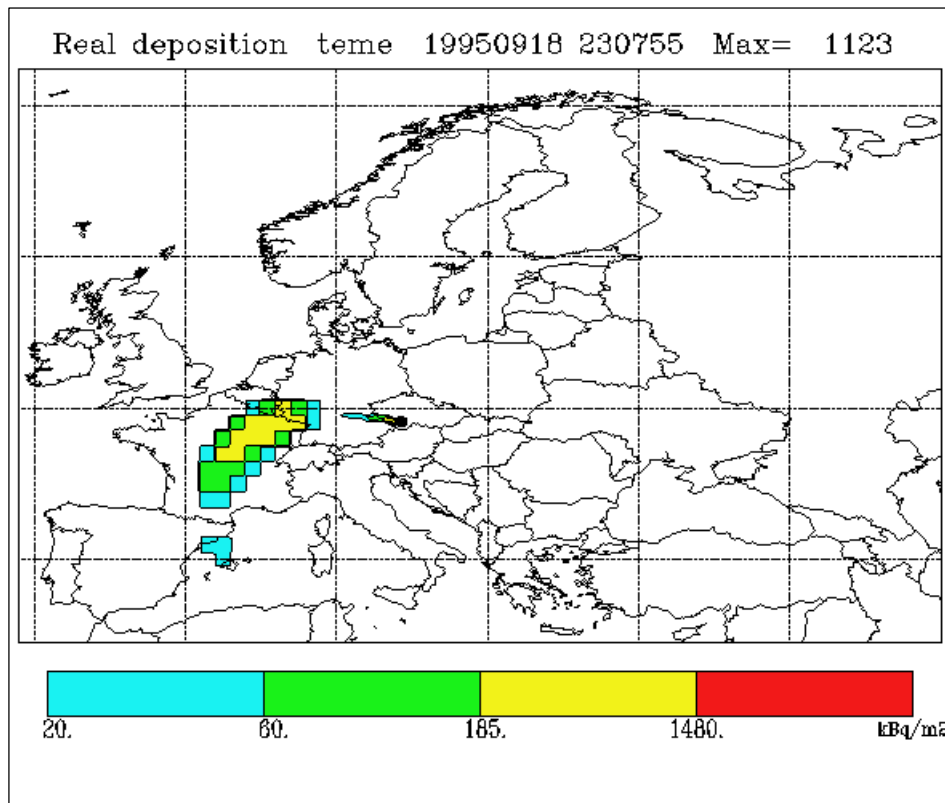 Real deposition teme 19950918 230755 Max= 1123
20. 60. 185. 1480. kBq/m2